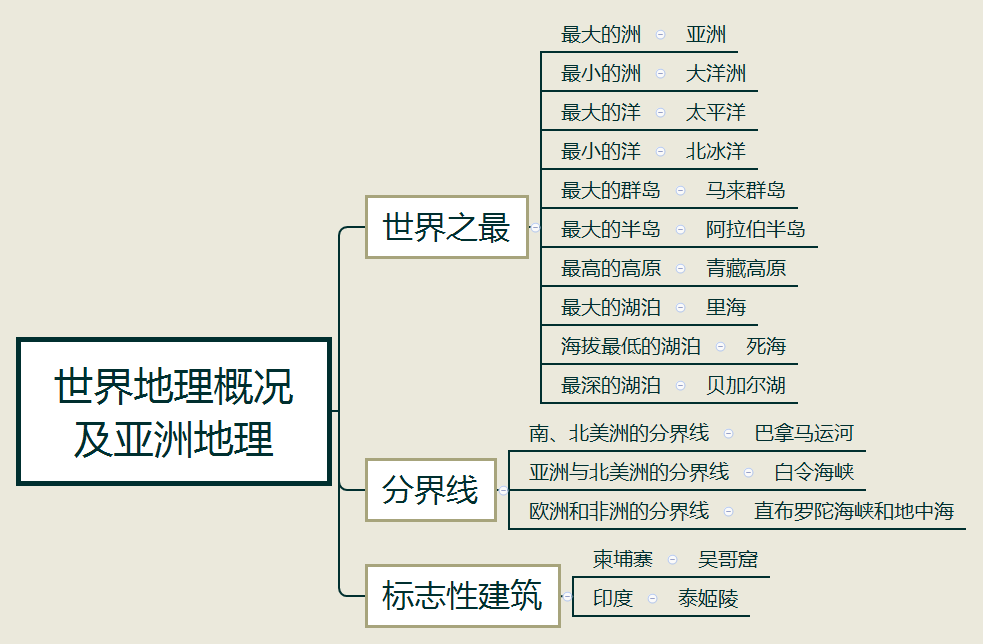 世界地理概况
及亚洲地理
世界之最
最大的洲 亚洲
最小的洲 大洋洲
最大的洋 太平洋
最小的洋 北冰洋
最大的群岛 马来群岛
最大的半岛 阿拉伯半岛
最高的高原 青藏高原
最大的湖泊 里海
海拔最低的湖泊 死海
最深的湖泊 贝加尔湖
分界线
南、北美洲的分界线 巴拿马运河
亚洲与北美洲的分界线 白令海峡
欧洲和非洲的分界线 直布罗陀海峡和地中海
标志性建筑
柬埔寨 吴哥窟
印度 泰姬陵